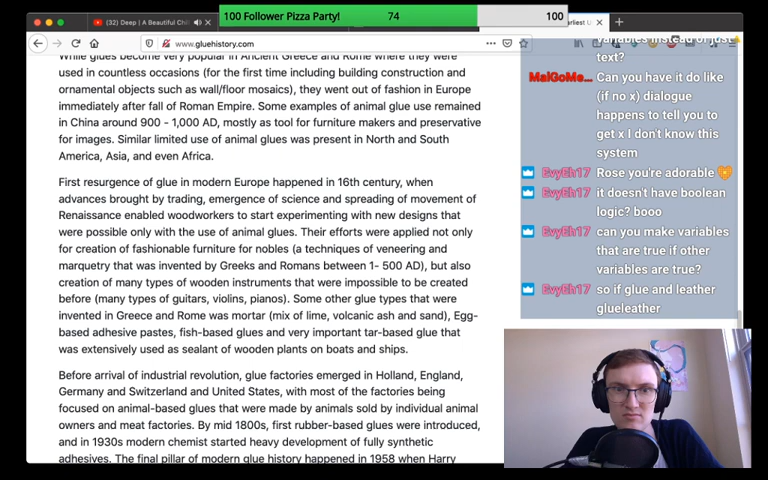 100 Follower Pizza Party!
74
100
(32) Deep | A Beautiful Chil
arliest U
www.gluehistory.com
While glues become very popular in Ancient Greece and Rome where they were
used in countless occasions (for the first time including building construction and
ornamental objects such as wall/floor mosaics), they went out of fashion in Europe
immediately after fall of Roman Empire. Some examples of animal glue use remained
in China around 900 - 1,000 AD, mostly as tool for furniture makers and preservative
for images. Similar limited use of animal glues was present in North and South
America, Asia, and even Africa.
First resurgence of glue in modern Europe happened in 16th century, when
advances brought by trading, emergence of science and spreading of movement of
Renaissance enabled woodworkers to start experimenting with new designs that
were possible only with the use of animal glues. Their efforts were applied not only
for creation of fashionable furniture for nobles (a techniques of veneering and
marquetry that was invented by Greeks and Romans between 1- 500 AD), but also
creation of many types of wooden instruments that were impossible to be created
before (many types of guitars, violins, pianos). Some other glue types that were
invented in Greece and Rome was mortar (mix of lime, volcanic ash and sand), Egg-
based adhesive pastes, fish-based glues and very important tar-based glue that
was extensively used as sealant of wooden plants on boats and ships.
Before arrival of industrial revolution, glue factories emerged in Holland, England,
Germany and Switzerland and United States, with most of the factories being
focused on animal-based glues that were made by animals sold by individual animal
owners and meat factories. By mid 1800s, first rubber-based glues were introduced,
and in 1930s modern chemist started heavy development of fully synthetic
adhesives. The final pillar of modern glue history happened in 1958 when Harry
variables instead of just
text?
MalGoMe... Can you have it do like
(if no x) dialogue
happens to tell you to
get x I don't know this
system
EvyEh17 Rose you're adorable
EvyEh17 it doesn't have boolean
logic? booo
EvyEh17 can you make variables
that are true if other
variables are true?
EvyEh17 so if glue and leather
glueleather